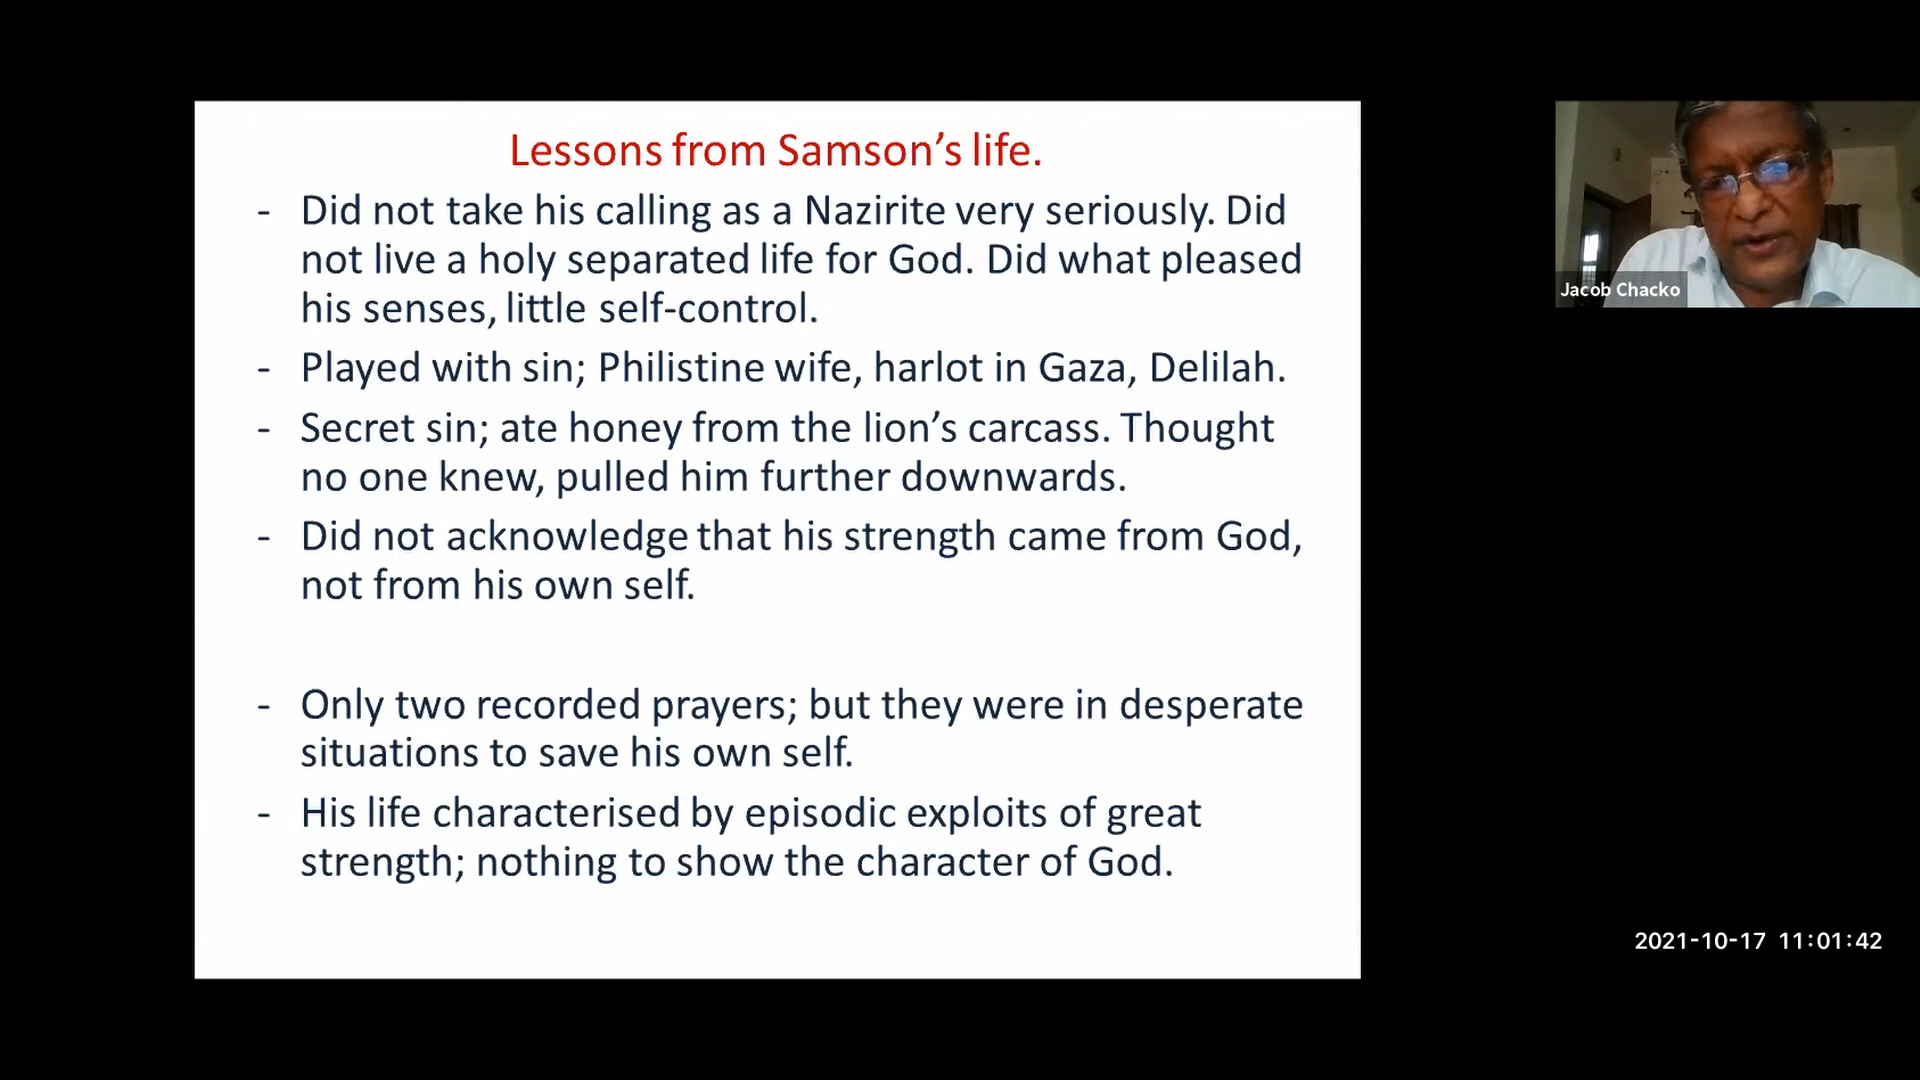 Lessons from Samson’s life.
- Did not take his calling as a Nazirite very seriously. Did
not live a holy separated life for God. Did what pleased
his senses, little self-control.
- Played with sin; Philistine wife, harlot in Gaza, Delilah.
- Secret sin; ate honey from the lion’s carcass. Thought
no one knew, pulled him further downwards.
- Did not acknowledge that his strength came from God,
not from his own self.
- Only two recorded prayers; but they were in desperate
situations to save his own self.
- His life characterised by episodic exploits of great
strength; nothing to show the character of God.
Jacob Chacko
2021-10-17 11:01:42